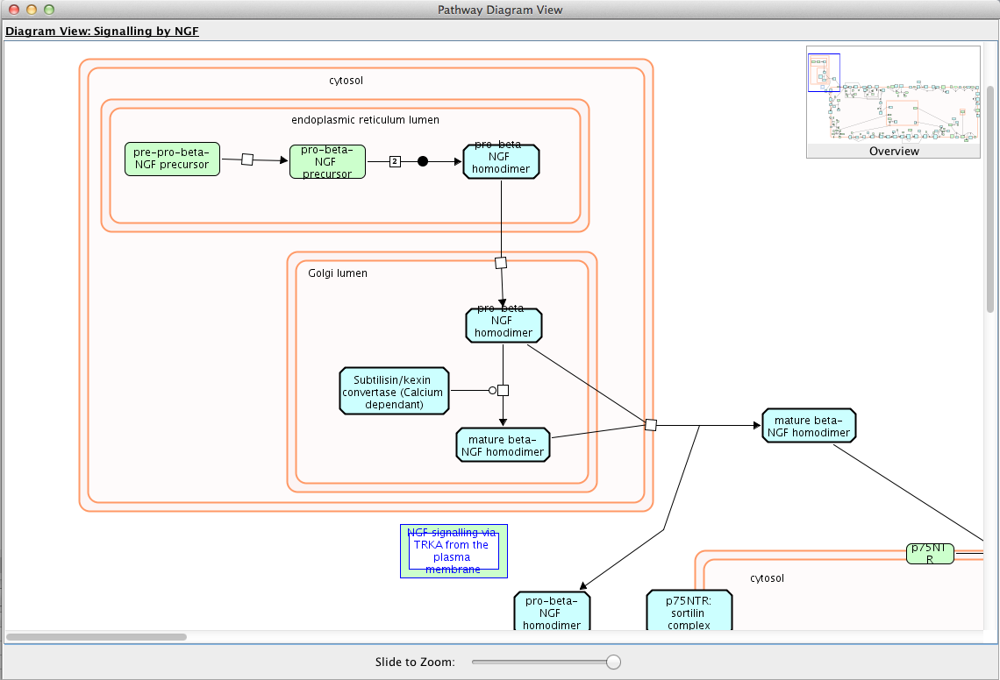 Pathway Diagram View
Diagram View: Signalling by NGF
cytosol
endoplasmic reticulum lumen
pre-pro-beta-
NGF precursor
pro-beta-
NGF
precursor
2
pro-beta-
NGF
homodimer
Overview
Golgi lumen
pro-beta-
NGF
homodimer
Subtilisin/kexin
convertase (Calcium
dependant)
mature beta-
NGF homodimer
mature beta-
NGF homodimer
NGF signalling via
TRKA from the
plasma
membrane
p75NT
R
cytosol
pro-beta-
NGF
homodimer
p75NTR:
sortilin
complex
Slide to Zoom: